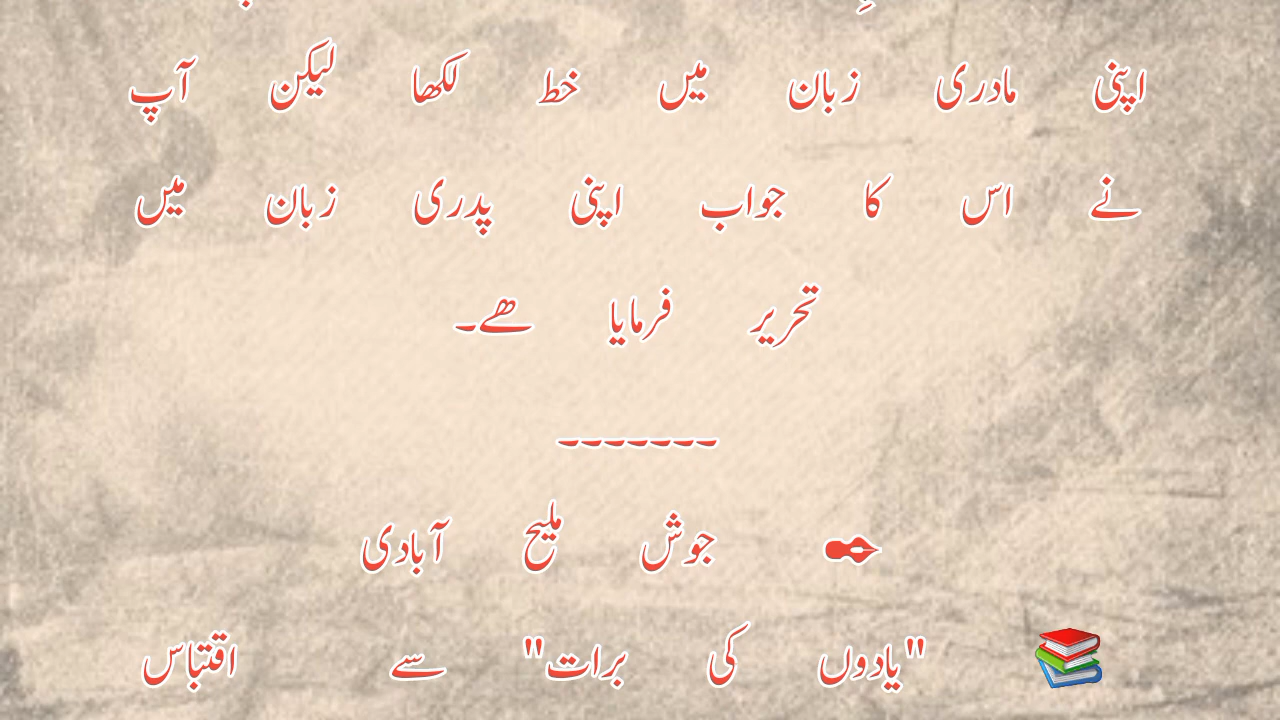 اپنی مادری زبان میں خط لکھا لیکن آپ
نے اس کا جواب اپنی پدری زبان میں
تحریر فرمایا ھے۔
-------
جوش ملیح آبادی
"یادوں کی برات" سے اقتباس